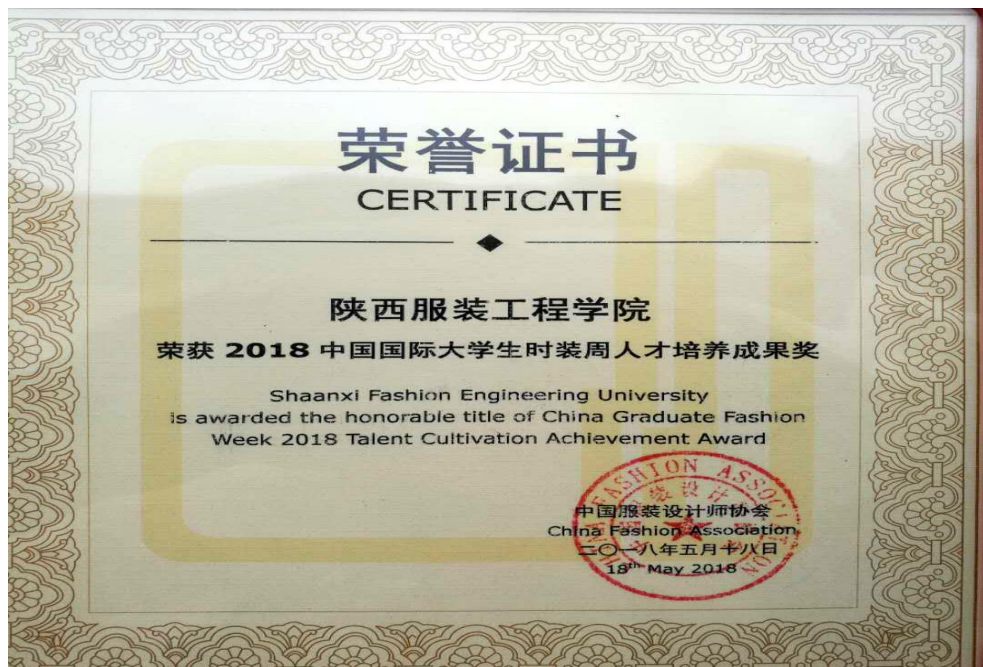 荣誉证书
CERTIFICATE
陕西服装工程学院
荣获 2018 中国国际大学生时装周人才培养成果奖
Shaanxi Fashion Engineering University
is awarded the honorable title of China Graduate Fashion
Week 2018 Talent Cultivation Achievement Award
CHINA FASHION ASSOCIATION
中国服装设计师协会
China Fashion Association
二〇一八年五月十八日
18th May 2018